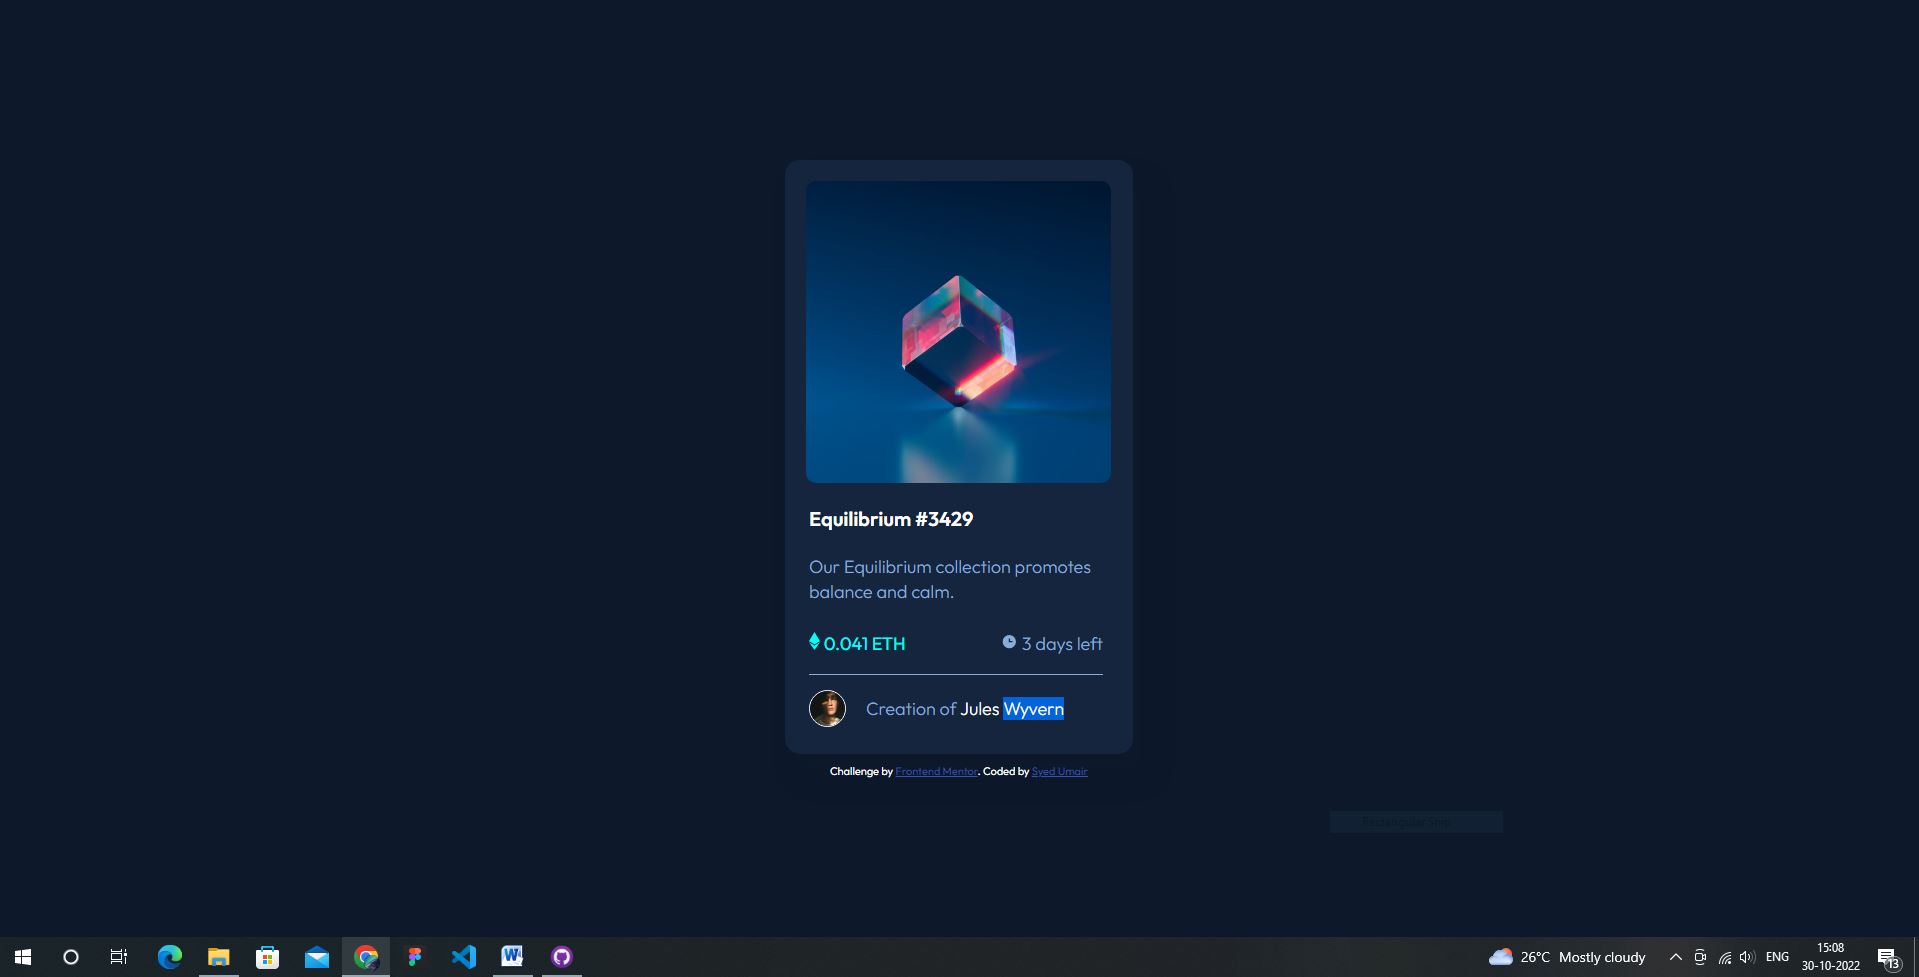 Equilibrium #3429
Our Equilibrium collection promotes
balance and calm.
0.041 ETH
3 days left
Creation of Jules Wyvern
Challenge by Frontend Mentor. Coded by Syed Umair
Rectangular Snip
26°C Mostly cloudy
ENG
15:08
30-10-2022
13